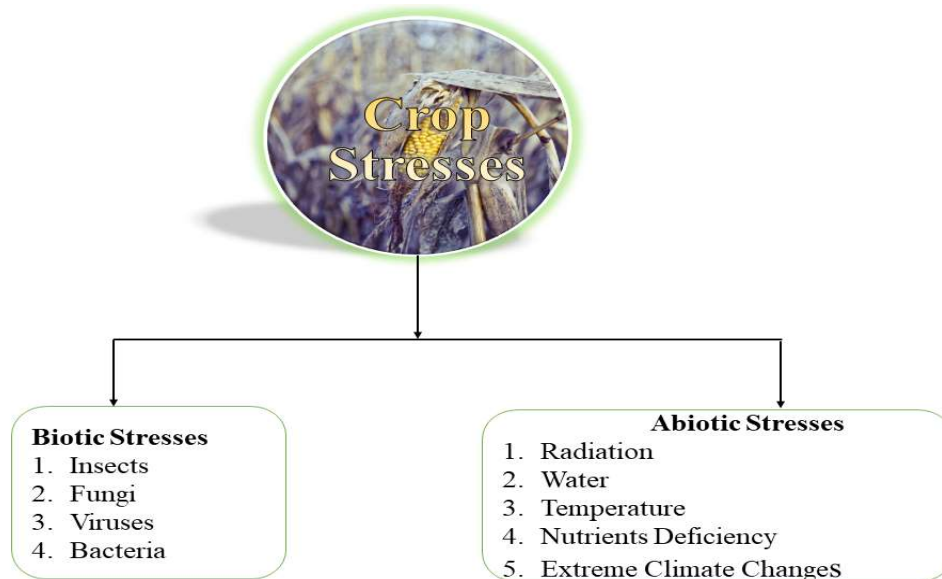 Crop
Stresses
Biotic Stresses
1. Insects
2. Fungi
3. Viruses
4. Bacteria
Abiotic Stresses
1. Radiation
2. Water
3. Temperature
4. Nutrients Deficiency
5. Extreme Climate Changes